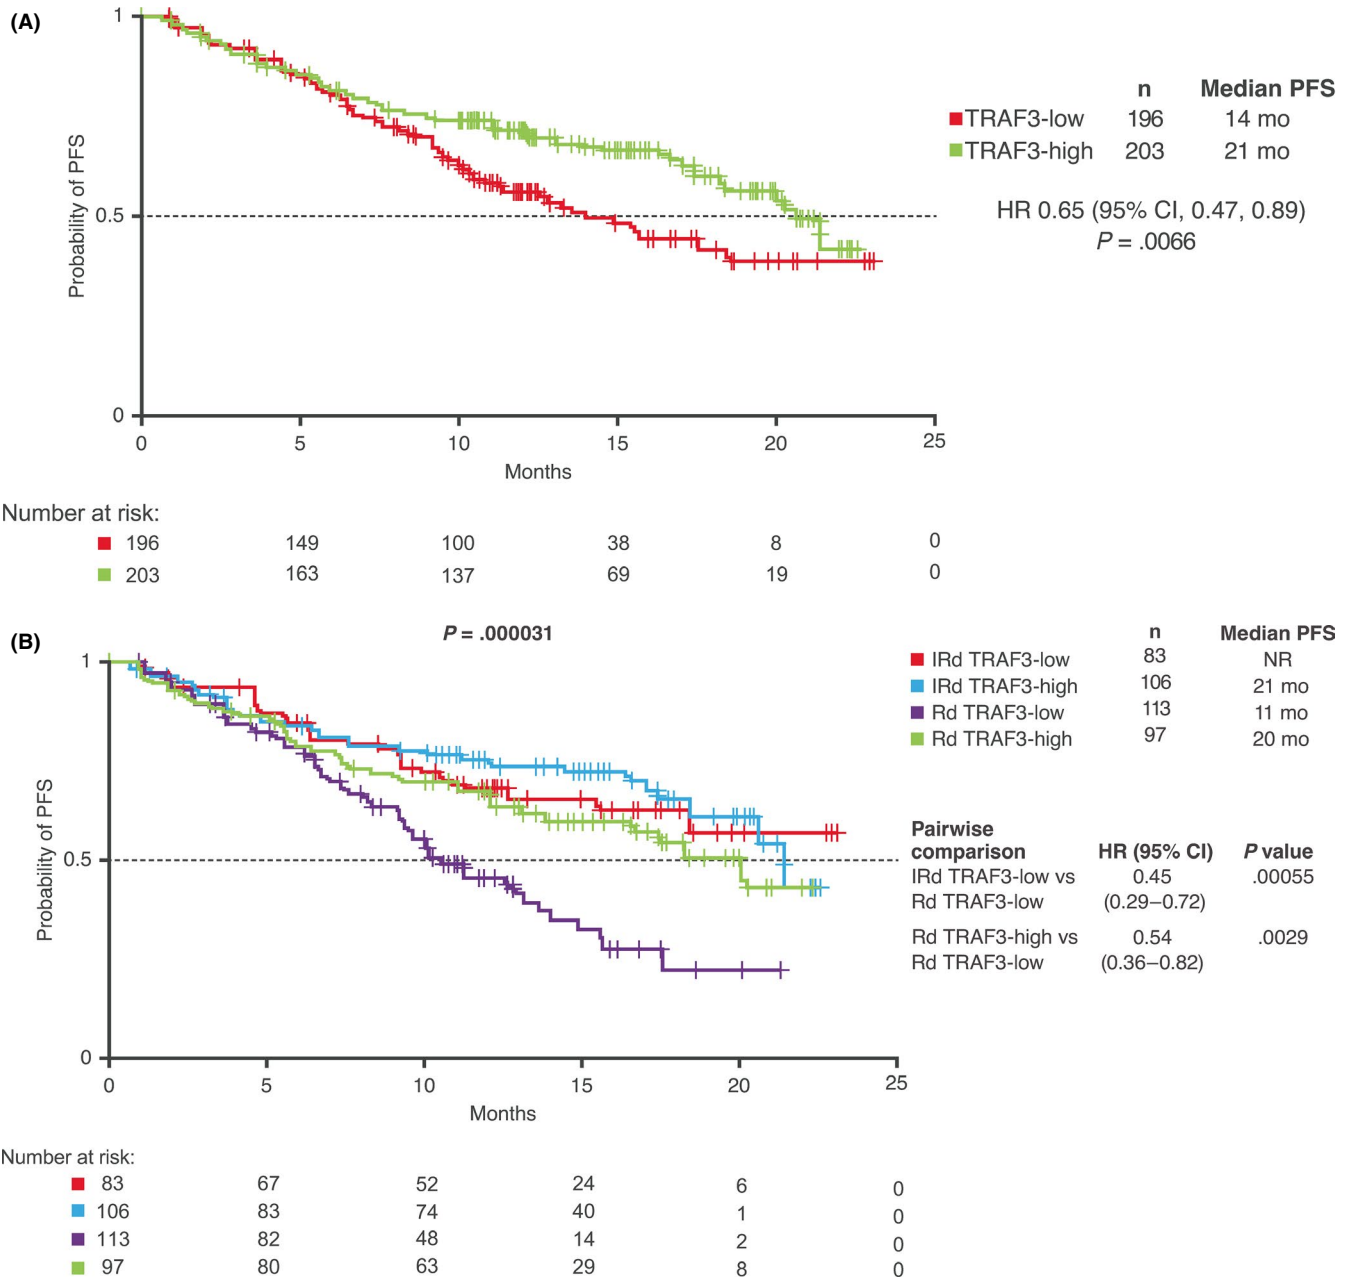 (A)
1
0.5
0
Probability of PFS
0 5 10 15 20 25
Months
n Median PFS
TRAF3-low 196 14 mo
TRAF3-high 203 21 mo
HR 0.65 (95% CI, 0.47, 0.89)
P = .0066
Number at risk:
196 149 100 38 8 0
203 163 137 69 19 0
(B)
P = .000031
1
0.5
0
Probability of PFS
0 5 10 15 20 25
Months
n Median PFS
IRd TRAF3-low 83 NR
IRd TRAF3-high 106 21 mo
Rd TRAF3-low 113 11 mo
Rd TRAF3-high 97 20 mo
Pairwise
comparison HR (95% CI) P value
IRd TRAF3-low vs 0.45 .00055
Rd TRAF3-low (0.29–0.72)
Rd TRAF3-high vs 0.54 .0029
Rd TRAF3-low (0.36–0.82)
Number at risk:
83 67 52 24 6 0
106 83 74 40 1 0
113 82 48 14 2 0
97 80 63 29 8 0